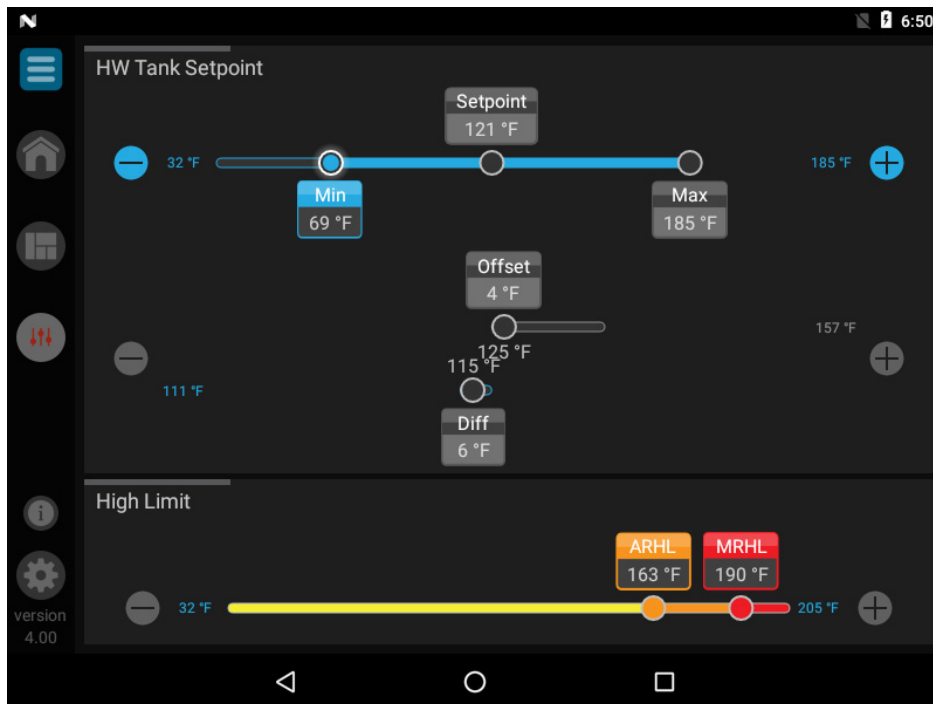 6:50
HW Tank Setpoint
Setpoint
121 °F
32 °F
185 °F
Min
69 °F
Max
185 °F
Offset
4 °F
157 °F
125 °F
115 °F
111 °F
Diff
6 °F
High Limit
ARHL
163 °F
MRHL
190 °F
32 °F
205 °F
version
4.00